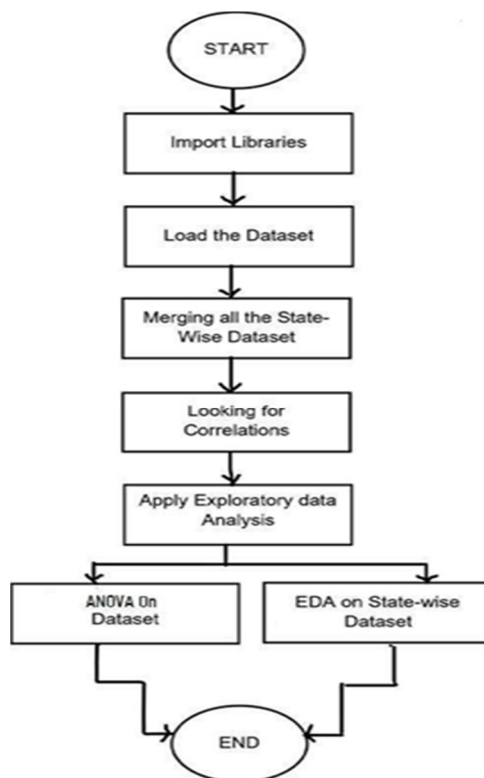 START
Import Libraries
Load the Dataset
Merging all the State-
Wise Dataset
Looking for
Correlations
Apply Exploratory data
Analysis
ANOVA On
Dataset
EDA on State-wise
Dataset
END